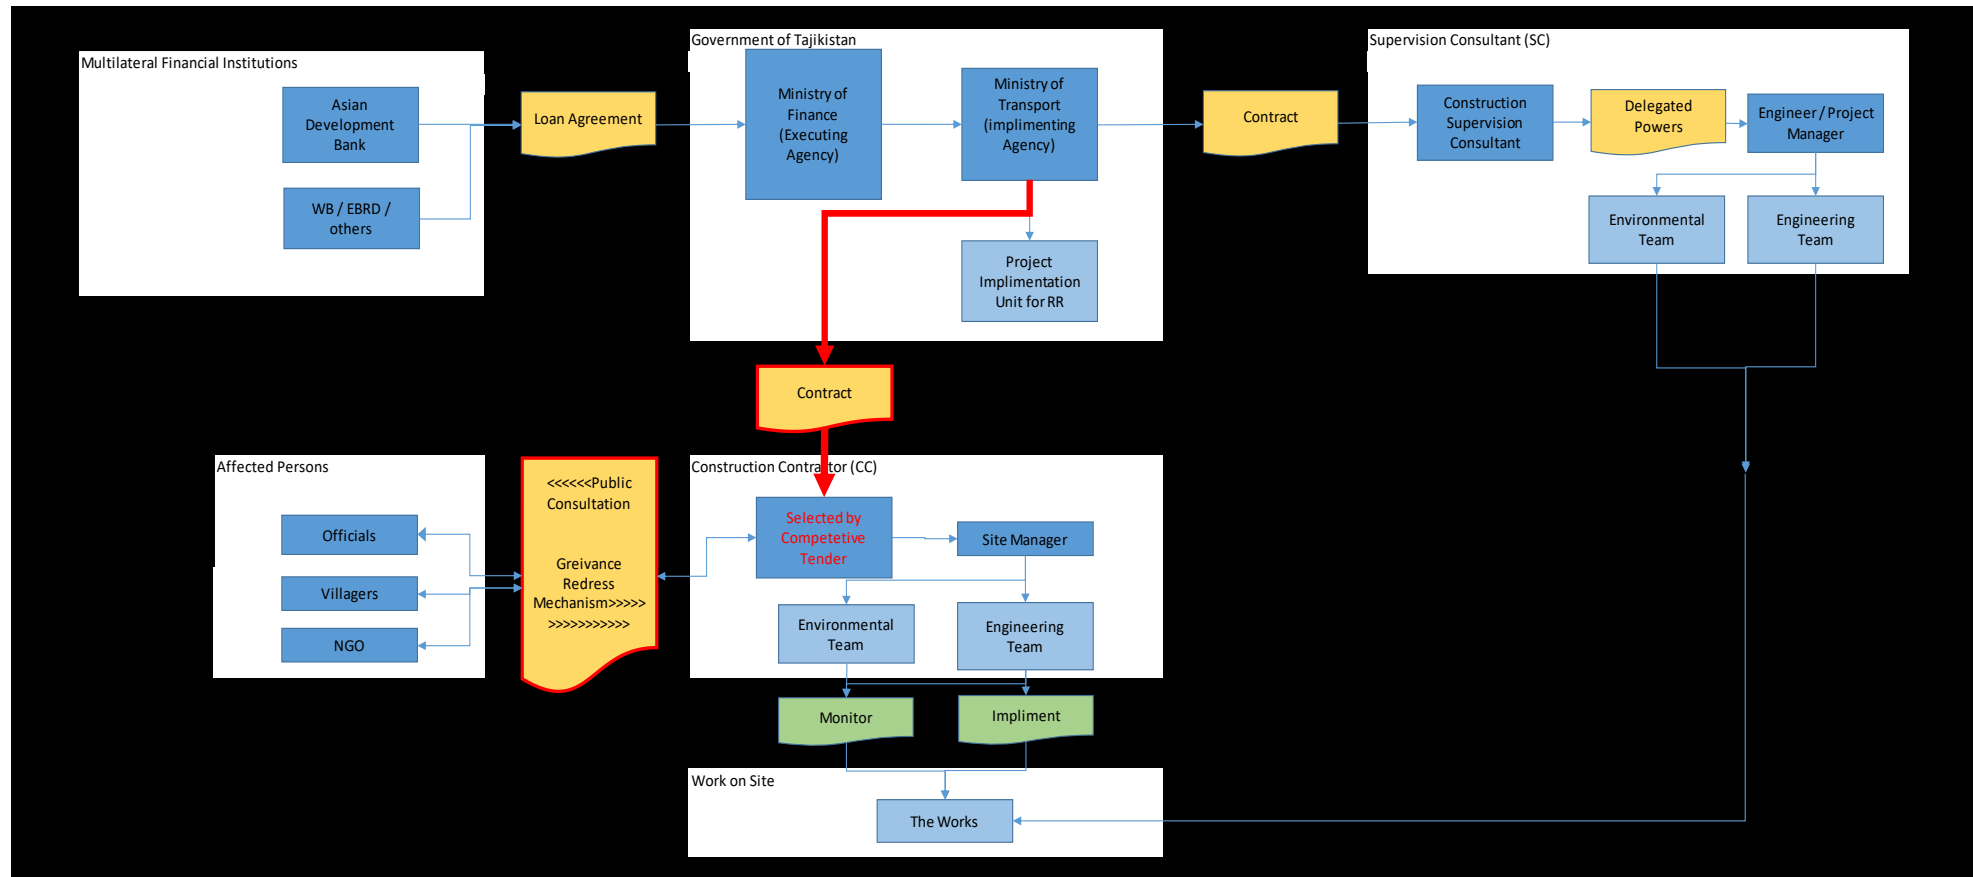 Multilateral Financial Institutions
Asian
Development
Bank
WB / EBRD /
others
Loan Agreement
Government of Tajikistan
Ministry of
Finance
(Executing
Agency)
Ministry of
Transport
(implimenting
Agency)
Project
Implimentation
Unit for RR
Contract
Supervision Consultant (SC)
Construction
Supervision
Consultant
Delegated
Powers
Engineer / Project
Manager
Environmental
Team
Engineering
Team
Contract
Affected Persons
Officials
Villagers
NGO
<<<<<<Public
Consultation
Greivance
Redress
Mechanism>>>>>
>>>>>>>>>>>
Construction Contractor (CC)
Selected by
Competetive
Tender
Site Manager
Environmental
Team
Engineering
Team
Monitor
Impliment
Work on Site
The Works